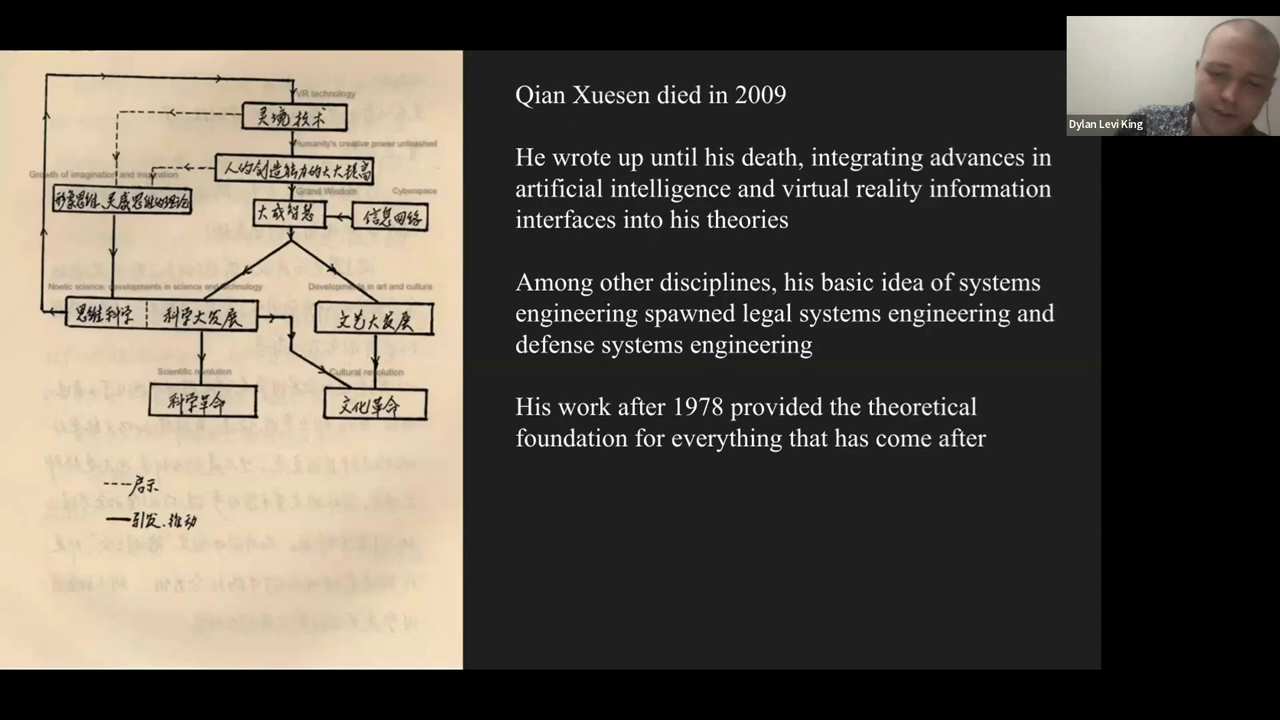 VR technology
灵境技术
Humanity's creative power unleashed
人的创造能力的大大提高
Growth of imagination and inspiration
形象思维、灵感思维的理论
Grand Wisdom
Cyberspace
大成智慧
信息网络
Noetic science; developments in science and technology
Developments in art and culture
思维科学
科学大发展
文艺大发展
Scientific revolution
Cultural revolution
科学革命
文化革命
启示
引发、推动
Qian Xuesen died in 2009
He wrote up until his death, integrating advances in
artificial intelligence and virtual reality information
interfaces into his theories
Among other disciplines, his basic idea of systems
engineering spawned legal systems engineering and
defense systems engineering
His work after 1978 provided the theoretical
foundation for everything that has come after
Dylan Levi King